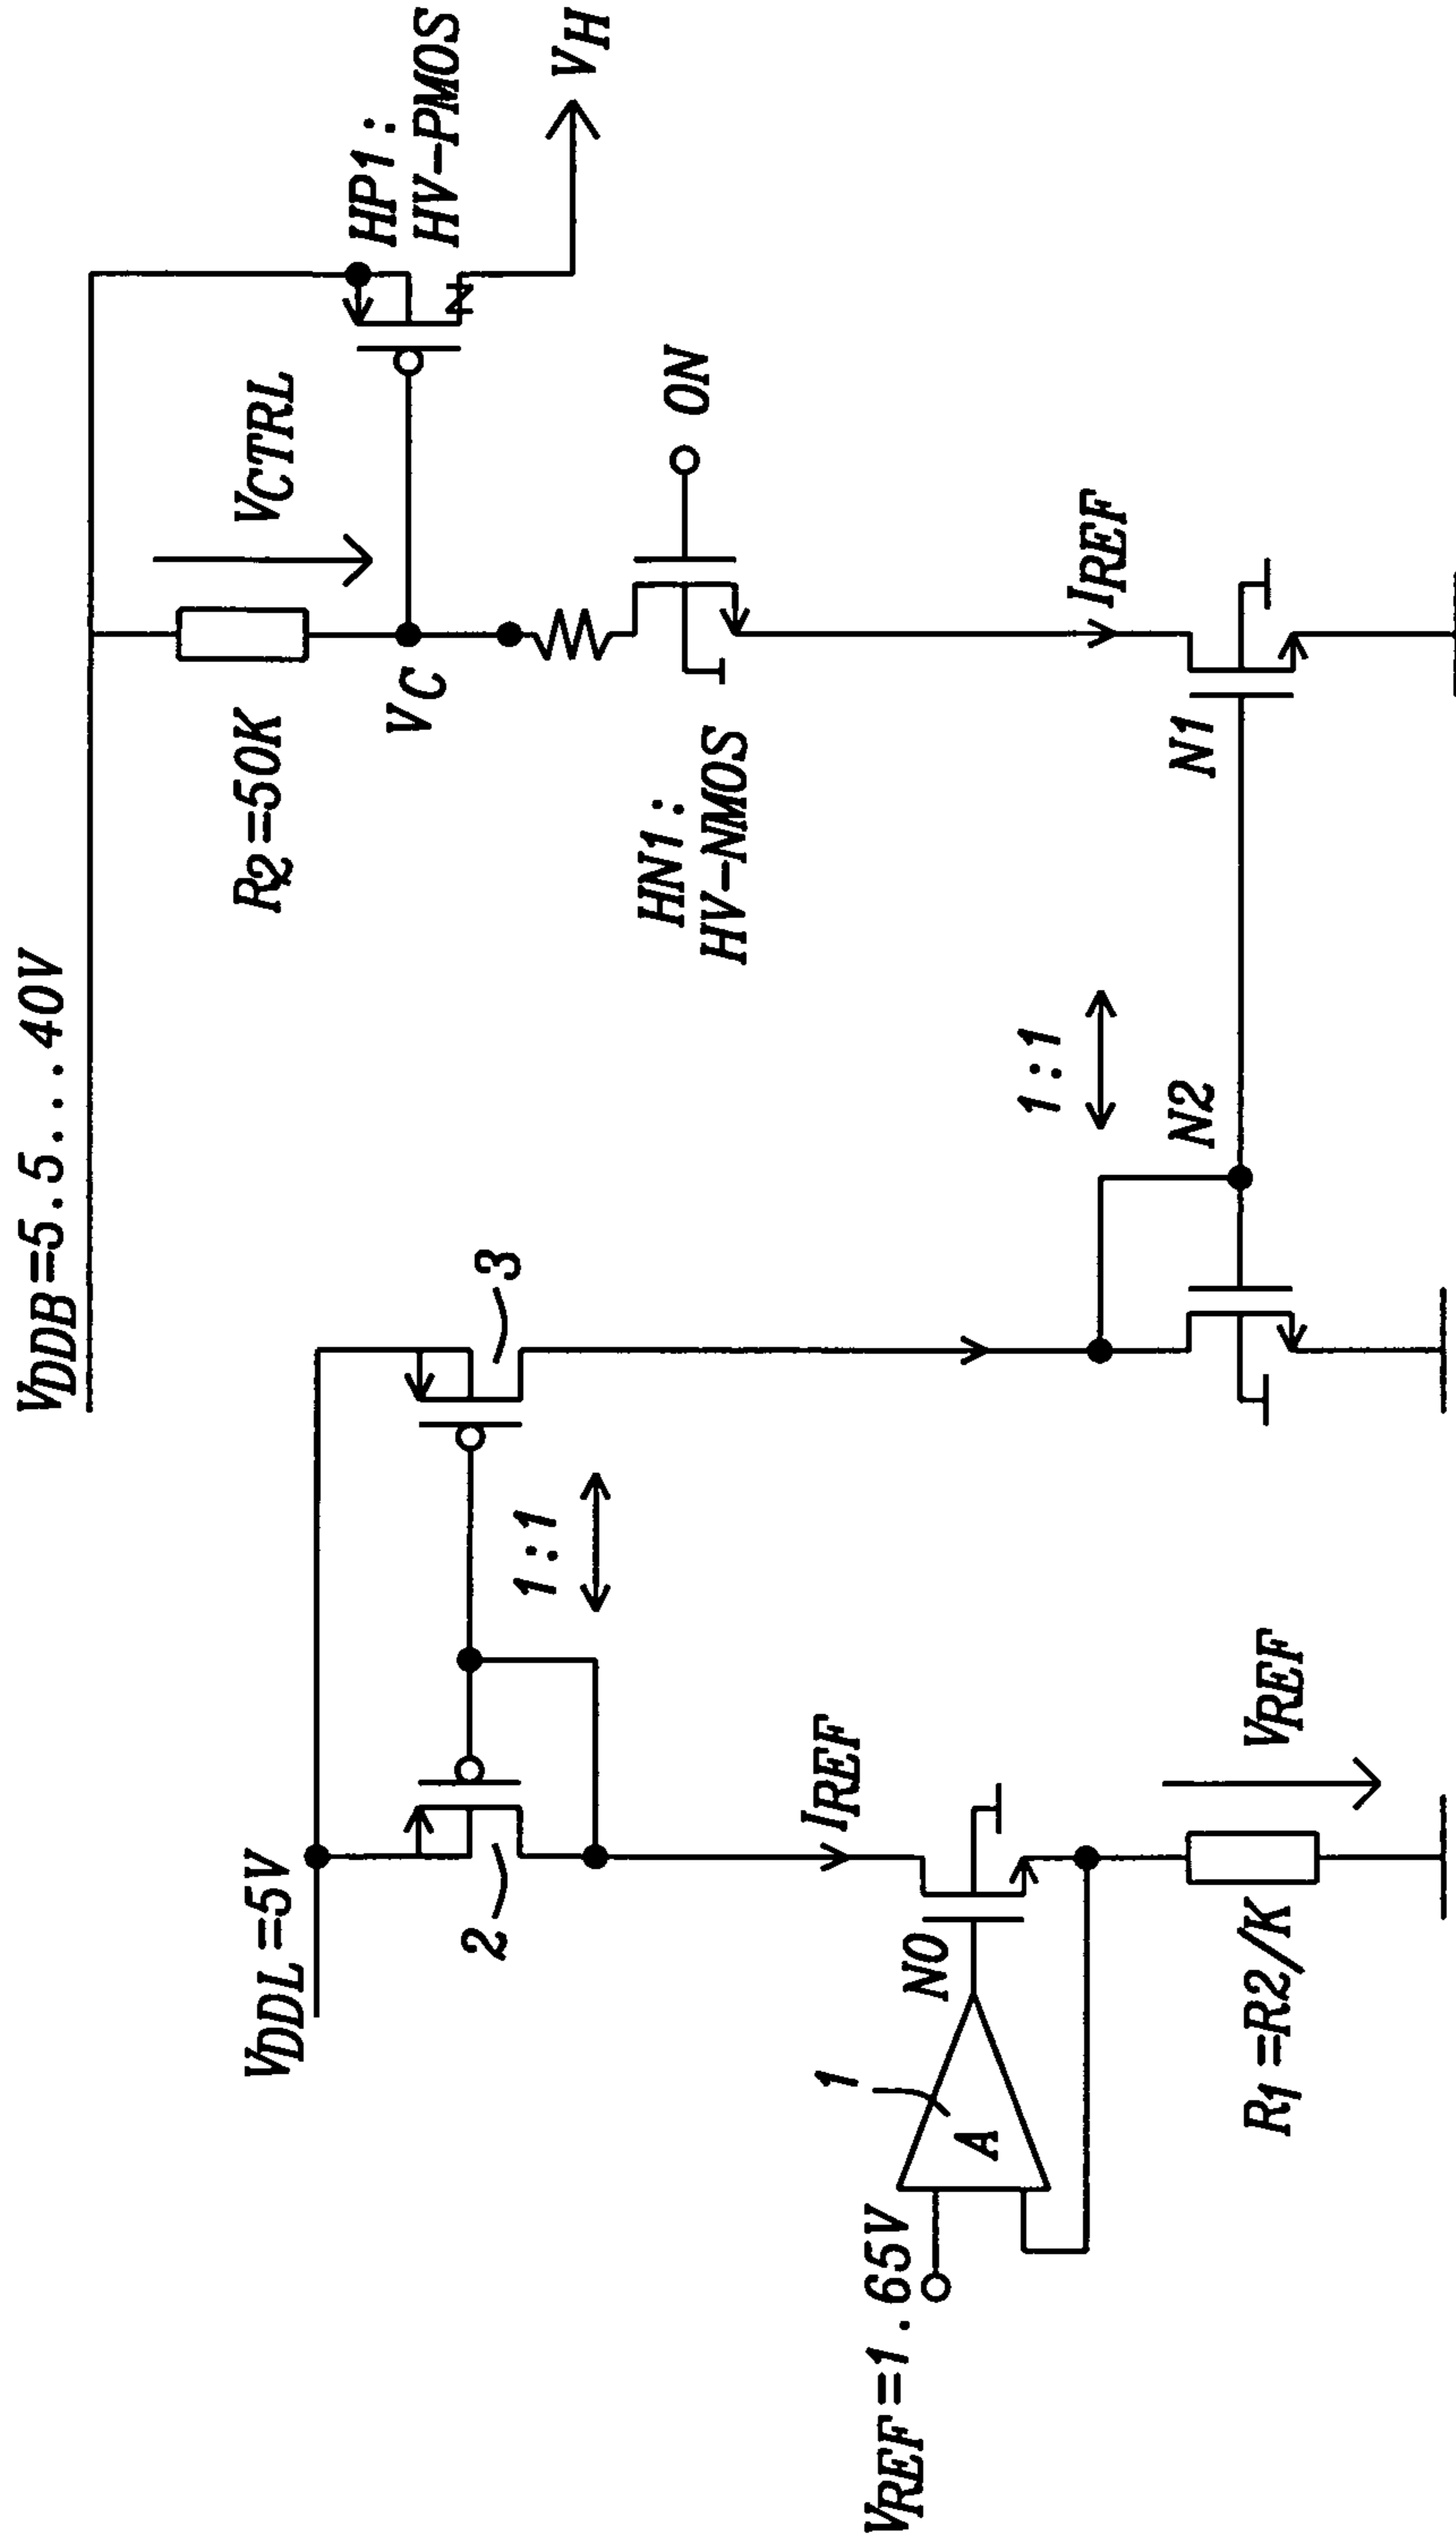 VDDB=5.5...40V
VDDL=5V
2
3
1:1
R2=50K
VCTRL
VC
HP1:
HV-PMOS
VH
HN1:
HV-NMOS
ON
VREF=1.65V
1
A
N0
IREF
R1=R2/K
VREF
1:1
N2
N1
IREF